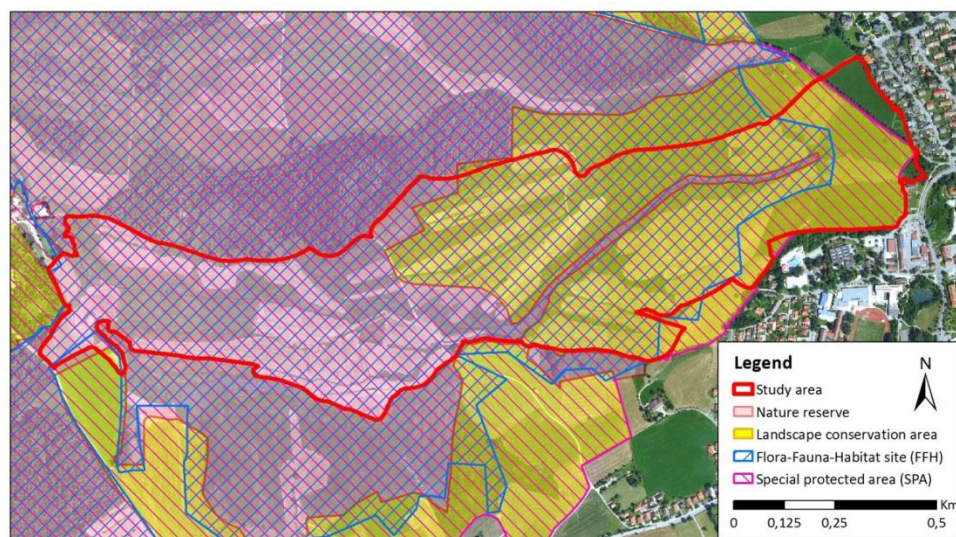 Legend
N
Study area
Nature reserve
Landscape conservation area
Flora-Fauna-Habitat site (FFH)
Special protected area (SPA)
Km
0 0,125 0,25 0,5